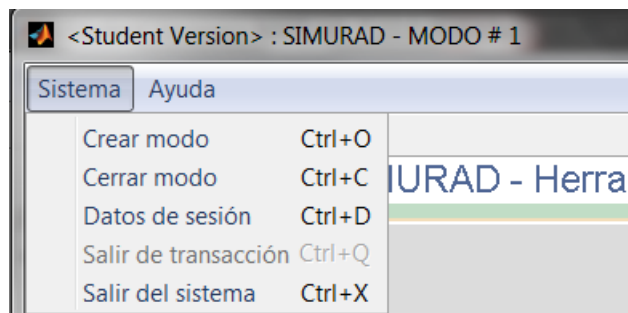 <Student Version> : SIMURAD - MODO # 1
Sistema Ayuda
Crear modo Ctrl+O
Cerrar modo Ctrl+C
IURAD - Herra
Datos de sesión Ctrl+D
Salir de transacción Ctrl+Q
Salir del sistema Ctrl+X